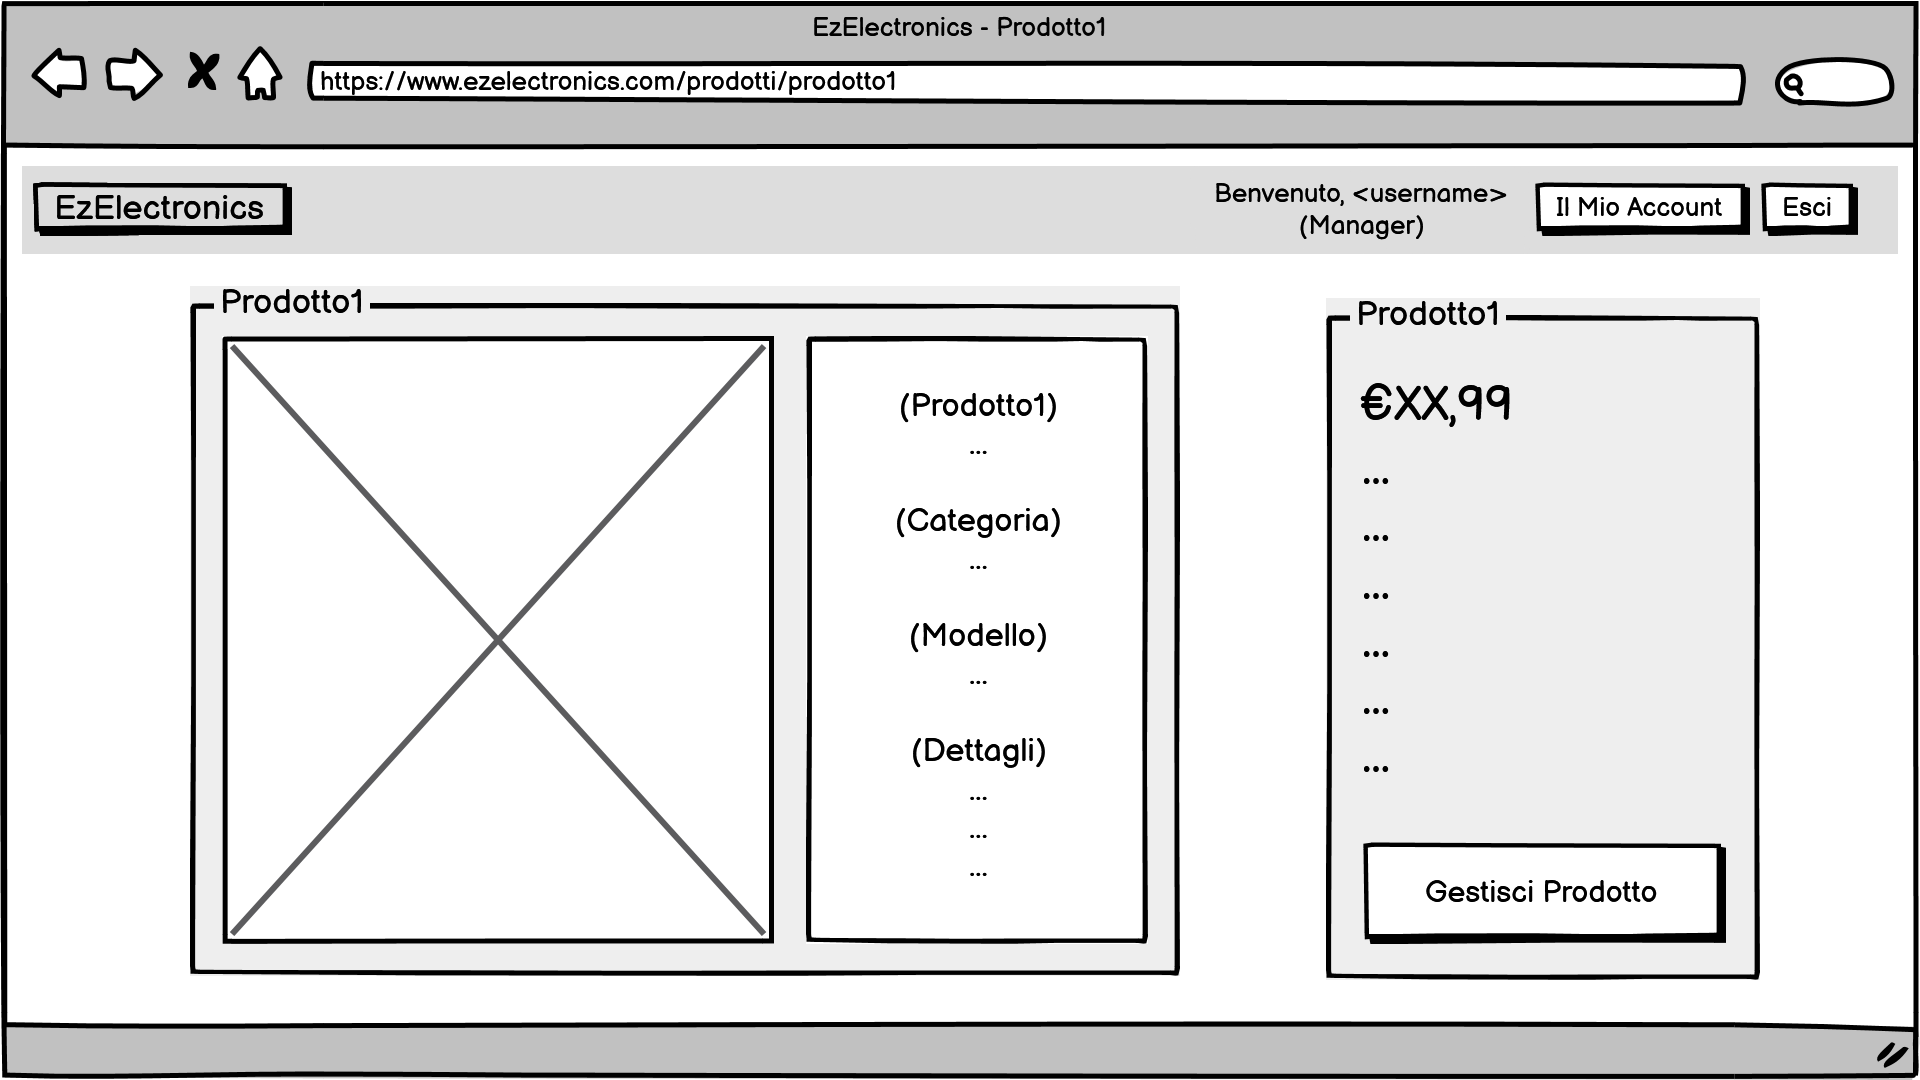 EzElectronics - Prodotto1
https://www.ezelectronics.com/prodotti/prodotto1
EzElectronics
Benvenuto, <username>
(Manager)
Il Mio Account
Esci
Prodotto1
(Prodotto1)
...
(Categoria)
...
(Modello)
...
(Dettagli)
...
...
...
Prodotto1
€XX,99
...
...
...
...
...
...
Gestisci Prodotto